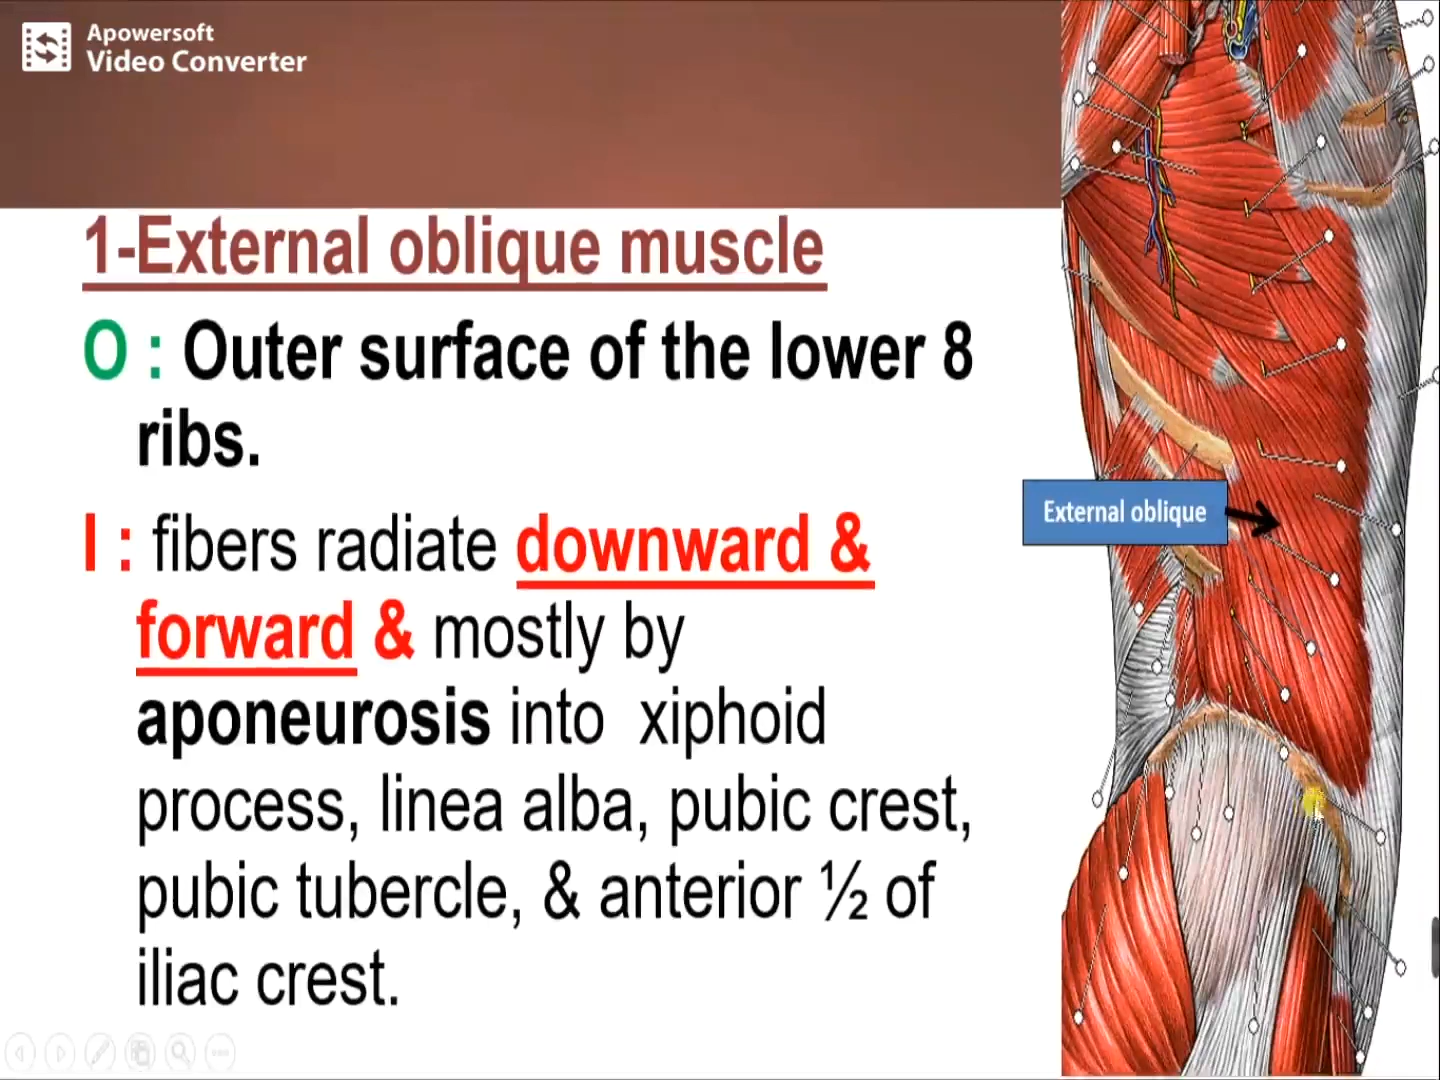 Apowersoft
Video Converter
1-External oblique muscle
O : Outer surface of the lower 8
ribs.
I : fibers radiate downward &
forward & mostly by
aponeurosis into xiphoid
process, linea alba, pubic crest,
pubic tubercle, & anterior ½ of
iliac crest.
External oblique